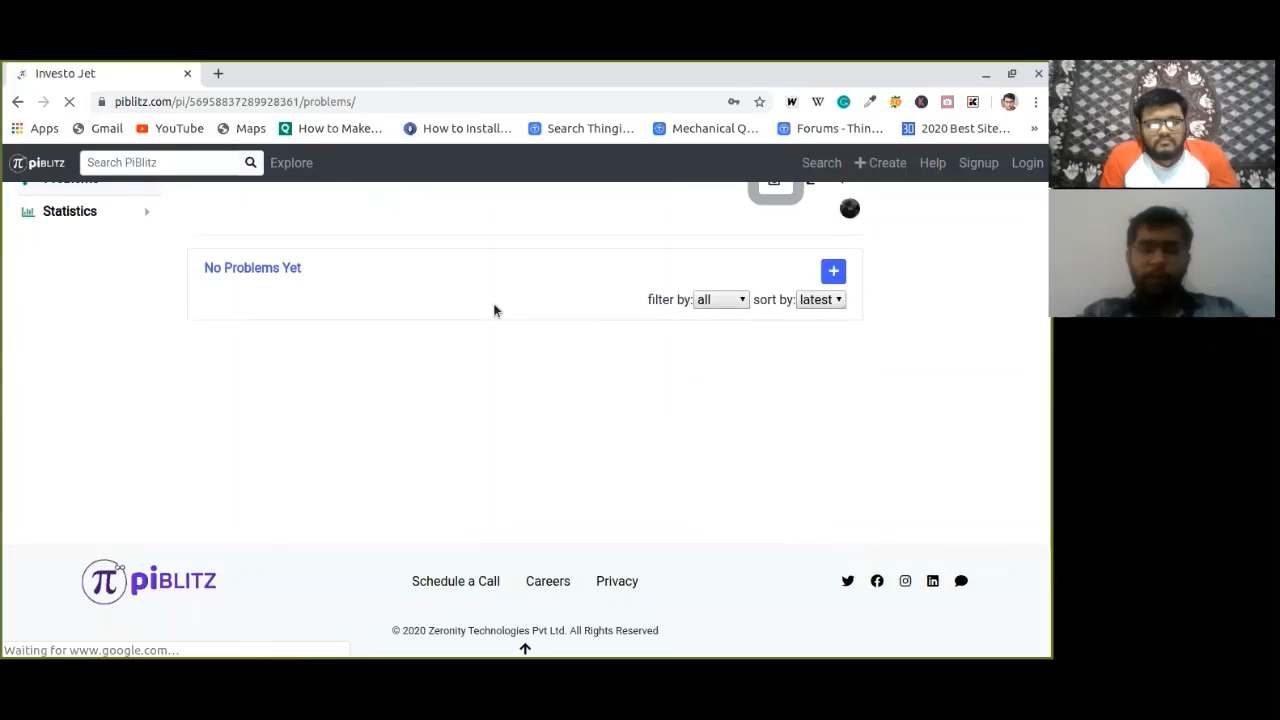 Investo Jet
piblitz.com/pi/56958837289928361/problems/
Apps Gmail YouTube Maps How to Make... How to Install... Search Thingi... Mechanical Q... Forums - Thin... 2020 Best Site... »
πBLITZ Search PiBlitz Explore Search + Create Help Signup Login
Problems
Statistics
No Problems Yet
+
filter by: all sort by: latest
π piBLITZ Schedule a Call Careers Privacy
© 2020 Zeronity Technologies Pvt Ltd. All Rights Reserved
Waiting for www.google.com...